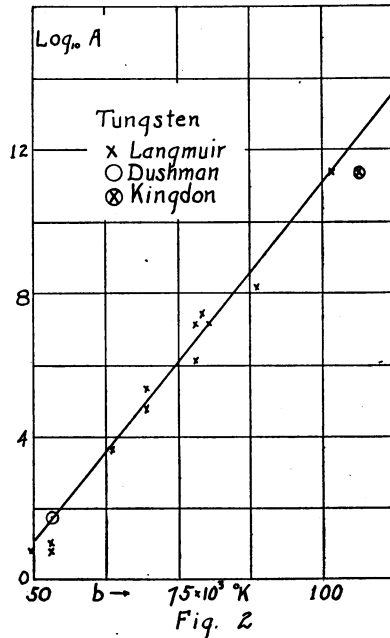 Log₁₀ A
Tungsten
x Langmuir
○ Dushman
⊗ Kingdon
12
8
4
0
50 b → 75×10³ °K 100
Fig. 2